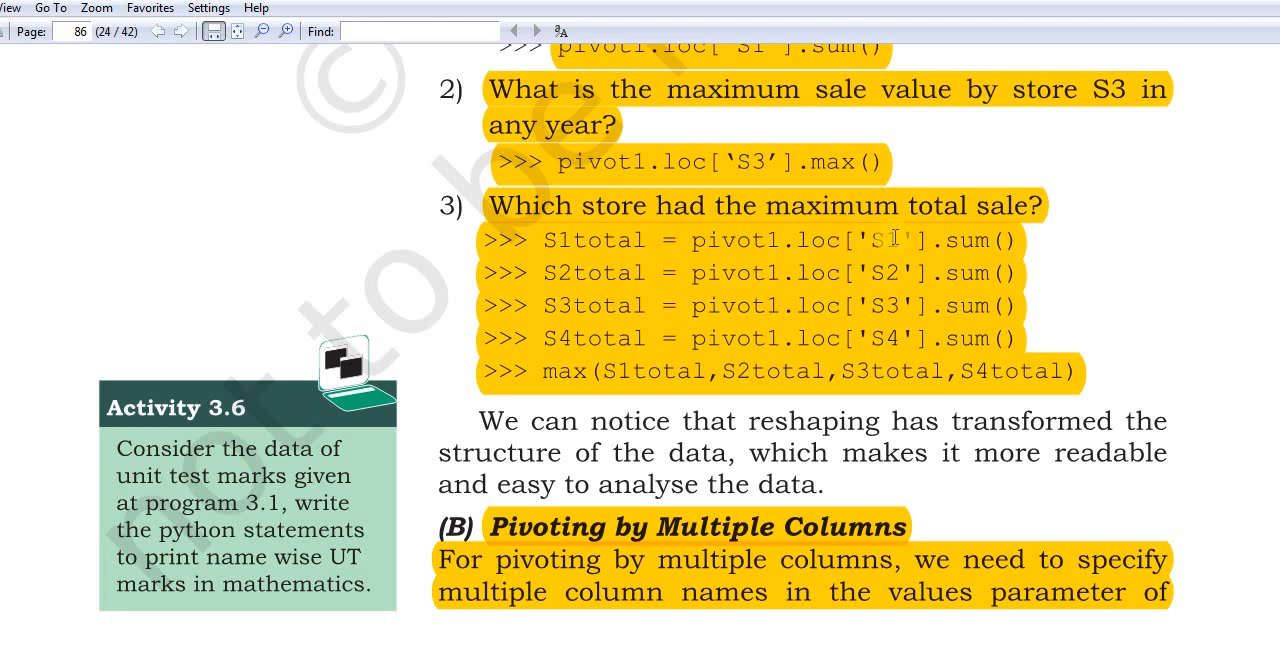 iew Go To Zoom Favorites Settings Help
Page: 86 (24 / 42) Find:
>>> pivot1.loc['S1'].sum()
2) What is the maximum sale value by store S3 in
any year?
>>> pivot1.loc[‘S3’].max()
3) Which store had the maximum total sale?
>>> S1total = pivot1.loc['S1'].sum()
>>> S2total = pivot1.loc['S2'].sum()
>>> S3total = pivot1.loc['S3'].sum()
>>> S4total = pivot1.loc['S4'].sum()
>>> max(S1total,S2total,S3total,S4total)
We can notice that reshaping has transformed the
structure of the data, which makes it more readable
and easy to analyse the data.
(B) Pivoting by Multiple Columns
For pivoting by multiple columns, we need to specify
multiple column names in the values parameter of
Activity 3.6
Consider the data of
unit test marks given
at program 3.1, write
the python statements
to print name wise UT
marks in mathematics.
©
not to be r